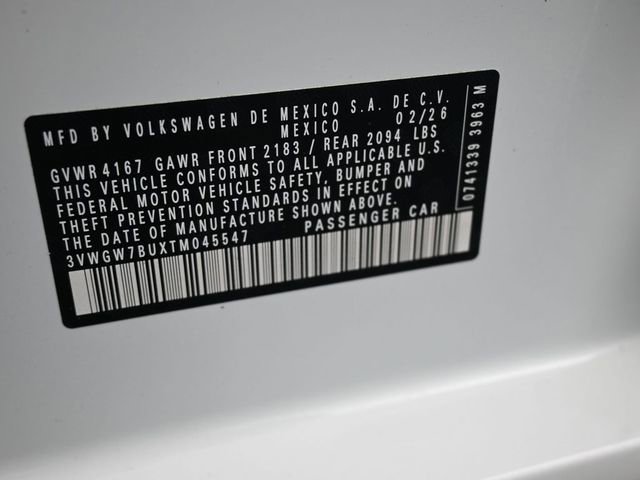 MFD BY VOLKSWAGEN DE MEXICO S.A. DE C.V.
MEXICO 02/26
GVWR 4167 GAWR FRONT 2183 / REAR 2094 LBS
THIS VEHICLE CONFORMS TO ALL APPLICABLE U.S.
FEDERAL MOTOR VEHICLE SAFETY, BUMPER AND
THEFT PREVENTION STANDARDS IN EFFECT ON
THE DATE OF MANUFACTURE SHOWN ABOVE.
3VWGW7BUXTM045547 PASSENGER CAR
0741339 3963 M